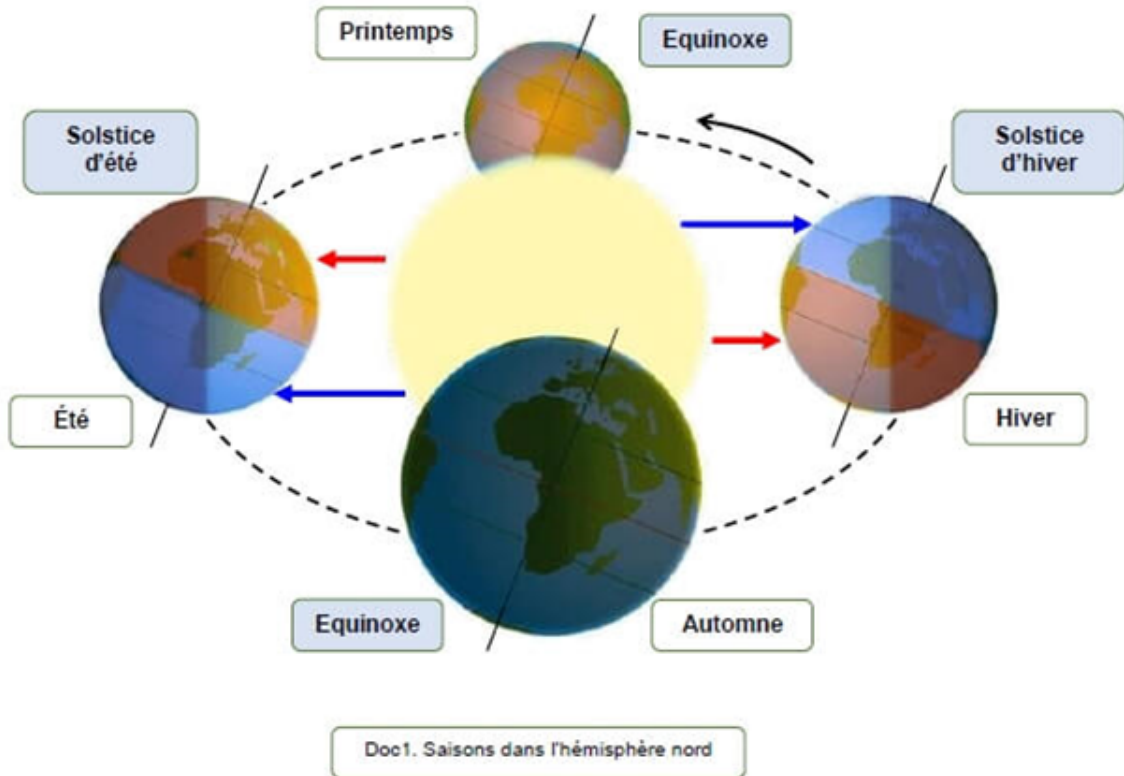 Printemps
Equinoxe
Solstice
d'été
Solstice
d'hiver
Été
Hiver
Equinoxe
Automne
Doc1. Saisons dans l'hémisphère nord